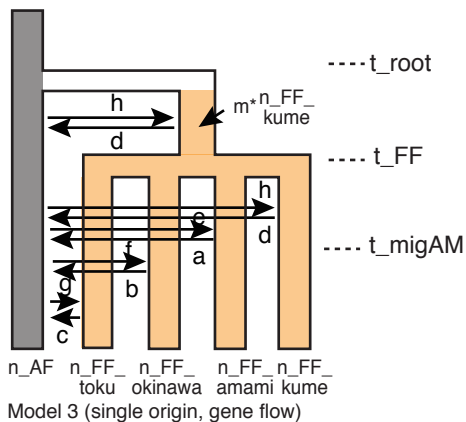 t_root
h
m* n_FF_
kume
d
t_FF
h
e
d
t_migAM
a
f
b
g
c
n_AF
n_FF_
toku
n_FF_
okinawa
n_FF_
amami
n_FF_
kume
Model 3 (single origin, gene flow)